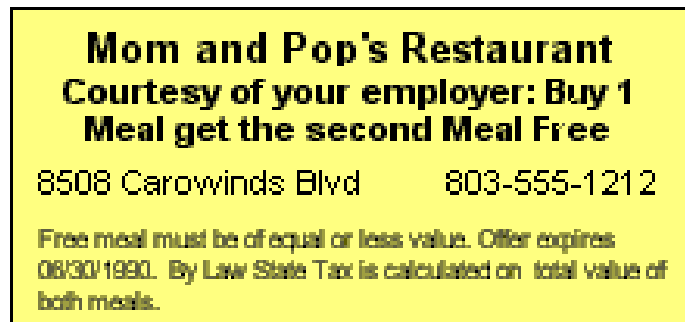 Mom and Pop's Restaurant
Courtesy of your employer: Buy 1
Meal get the second Meal Free
8508 Carowinds Blvd 803-555-1212
Free meal must be of equal or less value. Offer expires
06/30/1990. By Law State Tax is calculated on total value of
both meals.